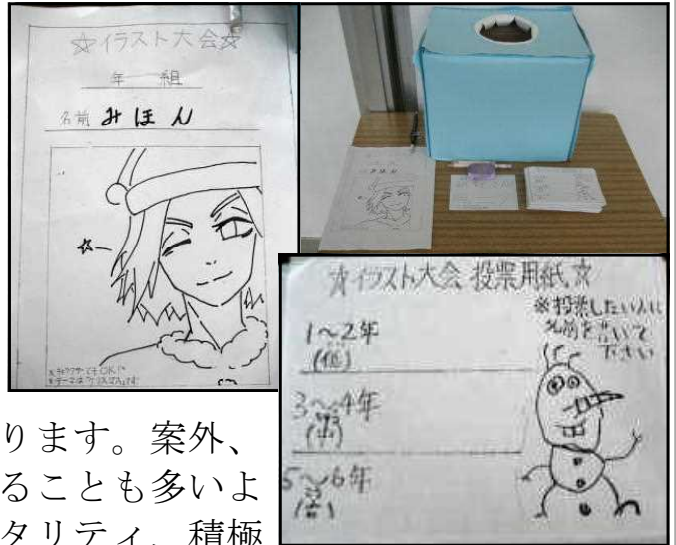 ☆イラスト大会☆
年 組
名前 みほん
☆イラスト大会 投票用紙☆
※投票したい人に
名前を書いて
下さい
1～2年
(低)
3～4年
(中)
5～6年
(高)
ります。案外、
ることも多いよ
タリティ、積極